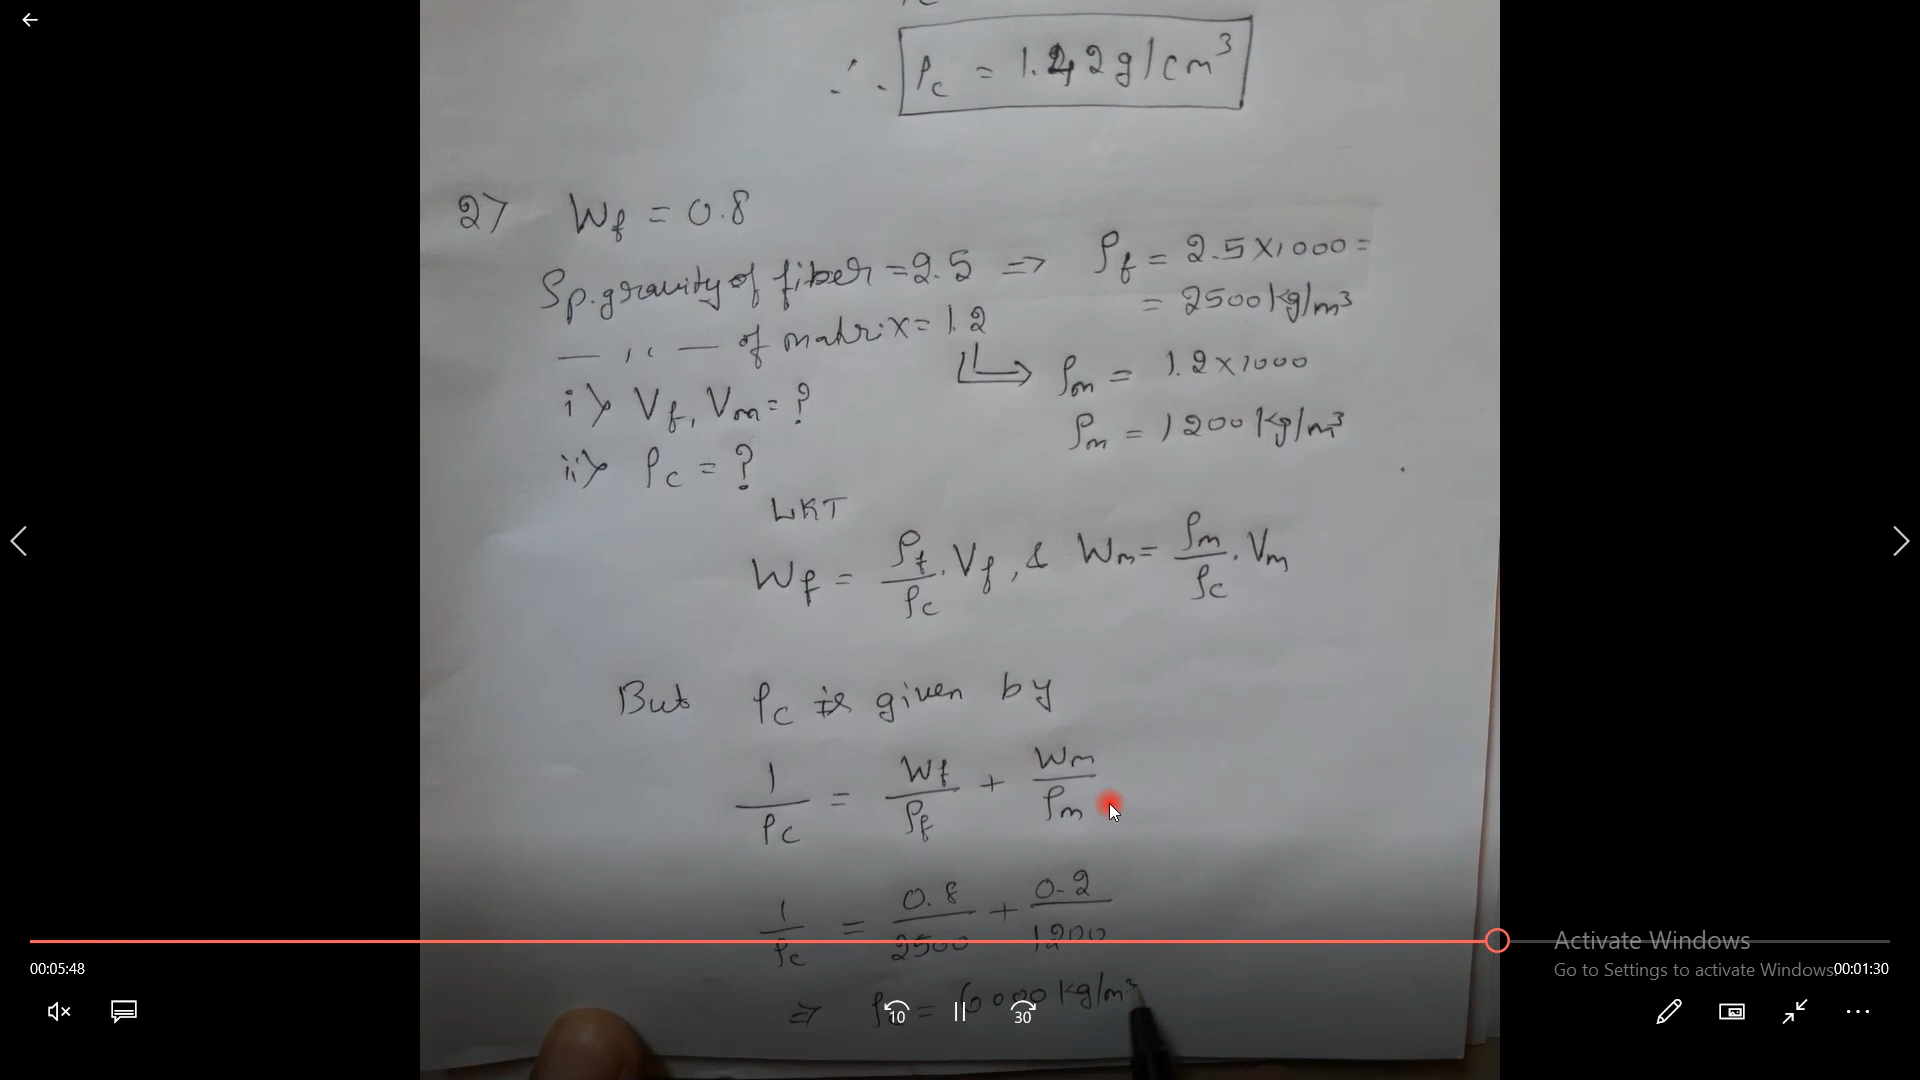 ∴ ρc = 1.42 g/cm³
2> Wf = 0.8
Sp. gravity of fiber = 2.5 => ρf = 2.5 × 1000 =
= 2500 kg/m³
— ,, — of matrix = 1.2
↳ ρm = 1.2 × 1000
i> Vf, Vm = ?
ρm = 1200 kg/m³
ii> ρc = ?
WKT
Wf = ρf/ρc . Vf, & Wm = ρm/ρc . Vm
But ρc is given by
1/ρc = Wf/ρf + Wm/ρm
1/ρc = 0.8/2500 + 0.2/1200
Activate Windows
Go to Settings to activate Windows.
00:05:48
00:01:30
=> = kg/m³
10
30